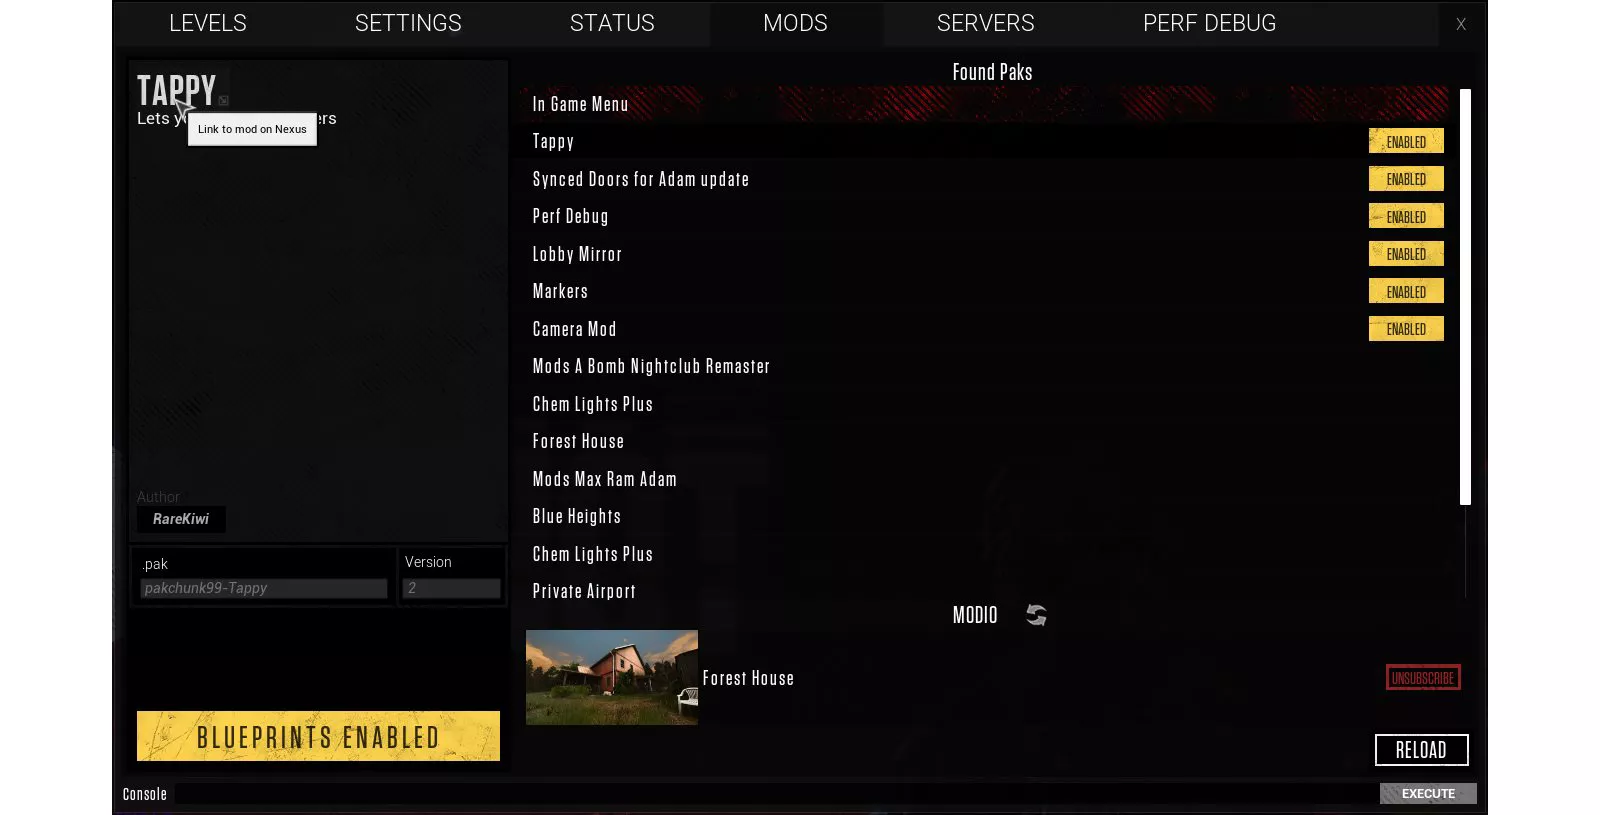 LEVELS SETTINGS STATUS MODS SERVERS PERF DEBUG X
TAPPY
Lets
ers
Link to mod on Nexus
Author
RareKiwi
.pak
Version
pakchunk99-Tappy
2
BLUEPRINTS ENABLED
Found Paks
In Game Menu
Tappy ENABLED
Synced Doors for Adam update ENABLED
Perf Debug ENABLED
Lobby Mirror ENABLED
Markers ENABLED
Camera Mod ENABLED
Mods A Bomb Nightclub Remaster
Chem Lights Plus
Forest House
Mods Max Ram Adam
Blue Heights
Chem Lights Plus
Private Airport
MODIO
Forest House UNSUBSCRIBE
RELOAD
Console EXECUTE